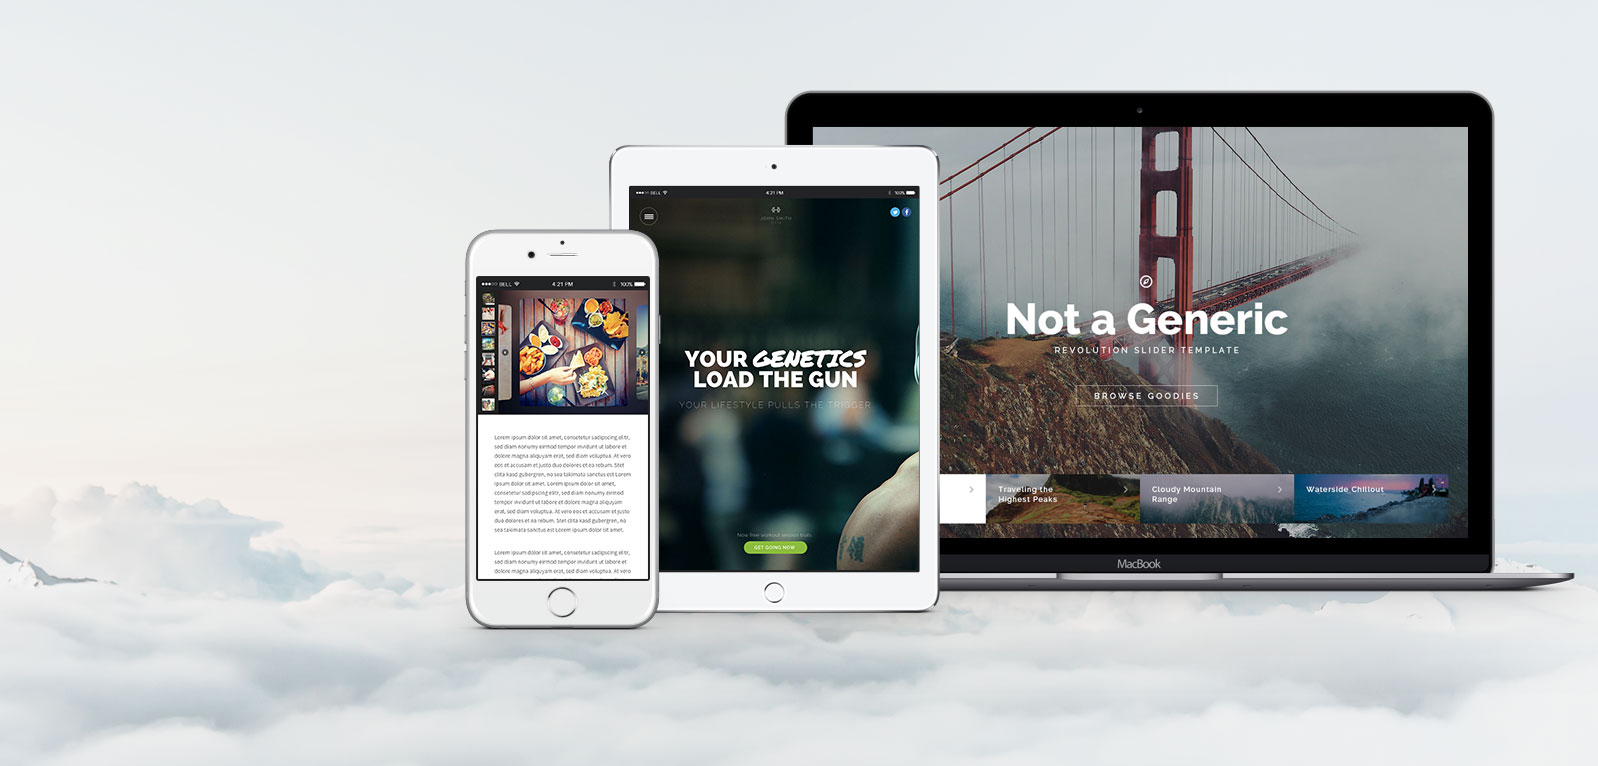 ●●●○○ BELL 4:21 PM 100%
Lorem ipsum dolor sit amet, consetetur sadipscing elitr,
sed diam nonumy eirmod tempor invidunt ut labore et
dolore magna aliquyam erat, sed diam voluptua. At vero
eos et accusam et justo duo dolores et ea rebum. Stet
clita kasd gubergren, no sea takimata sanctus est Lorem
ipsum dolor sit amet. Lorem ipsum dolor sit amet,
consetetur sadipscing elitr, sed diam nonumy eirmod
tempor invidunt ut labore et dolore magna aliquyam
erat, sed diam voluptua. At vero eos et accusam et justo
duo dolores et ea rebum. Stet clita kasd gubergren, no
sea takimata sanctus est Lorem ipsum dolor sit amet.
Lorem ipsum dolor sit amet, consetetur sadipscing elitr,
sed diam nonumy eirmod tempor invidunt ut labore et
dolore magna aliquyam erat, sed diam voluptua. At vero
●●●○○ BELL 4:21 PM 100%
JOHN SMITH
YOUR GENETICS
LOAD THE GUN
YOUR LIFESTYLE PULLS THE TRIGGER
GET GOING NOW
Not a Generic
REVOLUTION SLIDER TEMPLATE
BROWSE GOODIES
Traveling the
Highest Peaks
Cloudy Mountain
Range
Waterside Chillout
MacBook